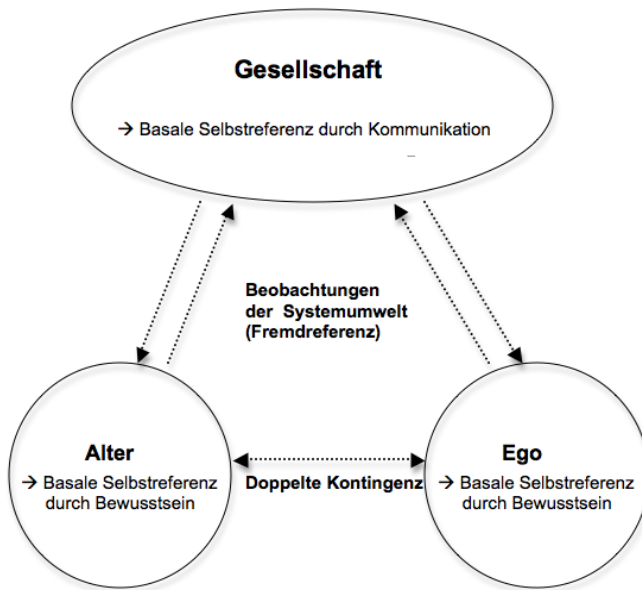 Gesellschaft
→ Basale Selbstreferenz durch Kommunikation
Beobachtungen
der Systemumwelt
(Fremdreferenz)
Alter
→ Basale Selbstreferenz
durch Bewusstsein
Doppelte Kontingenz
Ego
→ Basale Selbstreferenz
durch Bewusstsein